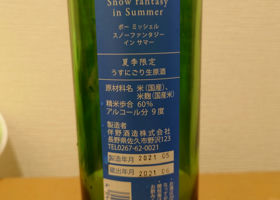 Snow fantasy
in Summer
ボー ミッシェル
スノーファンタジー
イン サマー
夏季限定
うすにごり生原酒
原材料名 米(国産)、
米麹(国産米)
精米歩合 60%
アルコール分 9度
伴野酒造株式会社
長野県佐久市野沢123
TEL0267-62-0021
製造年月 2021 05
蔵出年月 2021 06